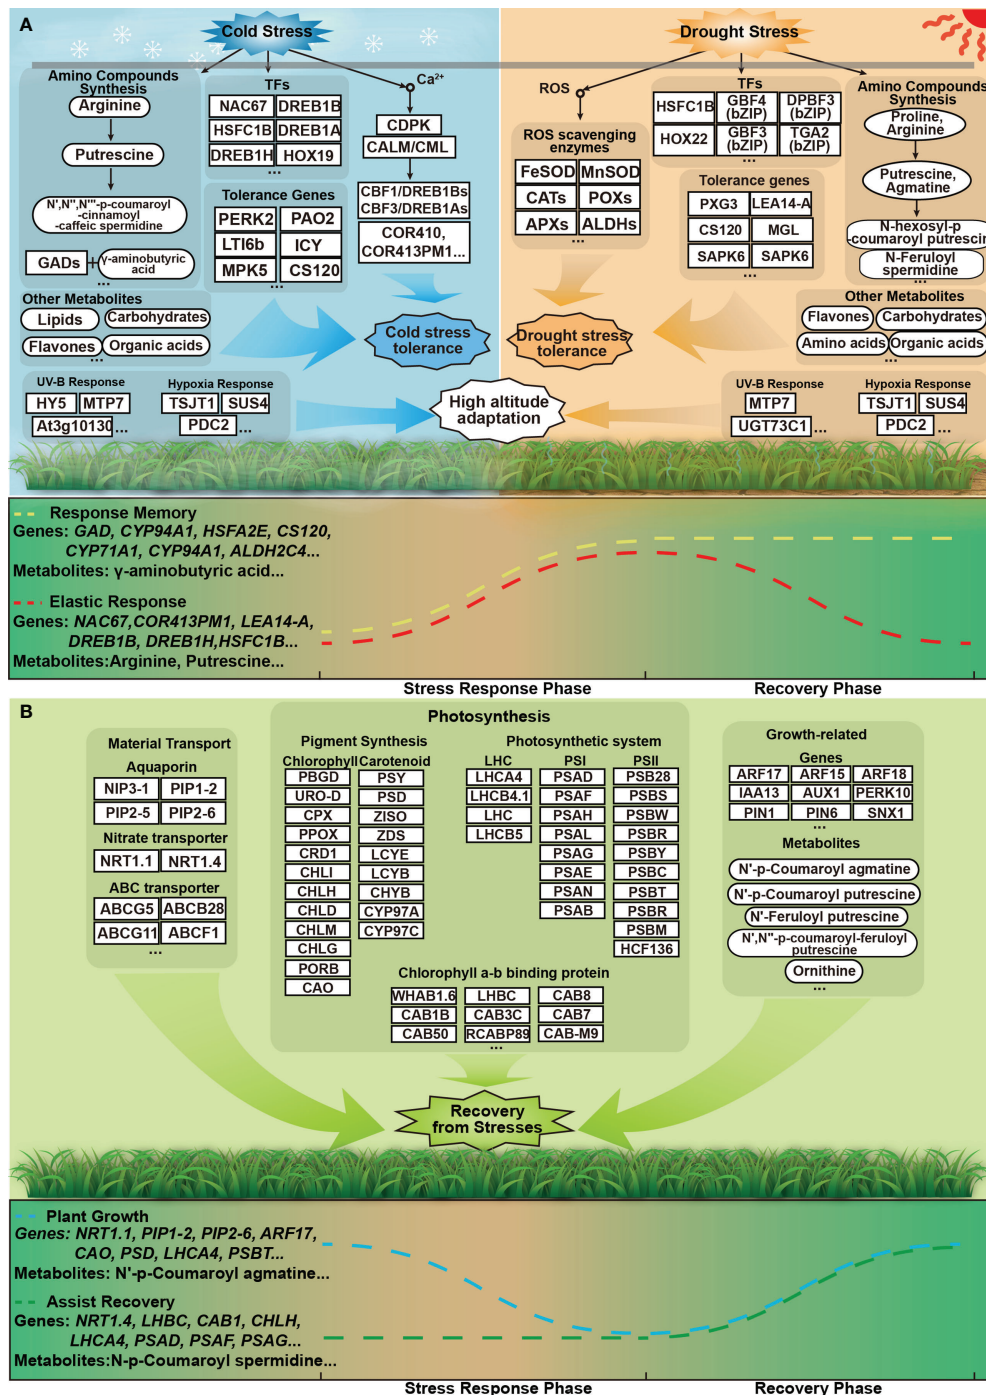 A
Cold Stress
Drought Stress
Amino Compounds
Synthesis
Arginine
Putrescine
N',N'',N'''-p-coumaroyl
-cinnamoyl
-caffeic spermidine
GADs
+
γ-aminobutyric
acid
...
TFs
NAC67 DREB1B
HSFC1B DREB1A
DREB1H HOX19
...
Tolerance Genes
PERK2 PAO2
LTI6b ICY
MPK5 CS120
...
Ca²⁺
CDPK
CALM/CML
CBF1/DREB1Bs
CBF3/DREB1As
COR410,
COR413PM1...
Other Metabolites
Lipids Carbohydrates
Flavones Organic acids
...
Cold stress
tolerance
UV-B Response
HY5 MTP7
At3g10130 ...
Hypoxia Response
TSJT1 SUS4
PDC2 ...
High altitude
adaptation
ROS
ROS scavenging
enzymes
FeSOD MnSOD
CATs POXs
APXs ALDHs
...
TFs
HSFC1B GBF4 (bZIP) DPBF3 (bZIP)
HOX22 GBF3 (bZIP) TGA2 (bZIP)
...
Tolerance genes
PXG3 LEA14-A
CS120 MGL
SAPK6 SAPK6
...
Amino Compounds
Synthesis
Proline,
Arginine
Putrescine,
Agmatine
N-hexosyl-p
-coumaroyl putrescin
N-Feruloyl
spermidine
...
Drought stress
tolerance
Other Metabolites
Flavones Carbohydrates
Amino acids Organic acids
...
UV-B Response
MTP7
UGT73C1 ...
Hypoxia Response
TSJT1 SUS4
PDC2 ...
Response Memory
Genes: GAD, CYP94A1, HSFA2E, CS120,
CYP71A1, CYP94A1, ALDH2C4...
Metabolites: γ-aminobutyric acid...
Elastic Response
Genes: NAC67,COR413PM1, LEA14-A,
DREB1B, DREB1H,HSFC1B...
Metabolites:Arginine, Putrescine...
Stress Response Phase Recovery Phase
B
Material Transport
Aquaporin
NIP3-1 PIP1-2
PIP2-5 PIP2-6
Nitrate transporter
NRT1.1 NRT1.4
ABC transporter
ABCG5 ABCB28
ABCG11 ABCF1
...
Photosynthesis
Pigment Synthesis
Chlorophyll Carotenoid
PBGD PSY
URO-D PSD
CPX ZISO
PPOX ZDS
CRD1 LCYE
CHLI LCYB
CHLH CHYB
CHLD CYP97A
CHLM CYP97C
CHLG
PORB
CAO
Photosynthetic system
LHC PSI PSII
LHCA4 PSAD PSB28
LHCB4.1 PSAF PSBS
LHC PSAH PSBW
LHCB5 PSAL PSBR
PSAG PSBY
PSAE PSBC
PSAN PSBT
PSAB PSBR
PSBM
HCF136
Chlorophyll a-b binding protein
WHAB1.6 LHBC CAB8
CAB1B CAB3C CAB7
CAB50 RCABP89 CAB-M9
...
Growth-related
Genes
ARF17 ARF15 ARF18
IAA13 AUX1 PERK10
PIN1 PIN6 SNX1
...
Metabolites
N'-p-Coumaroyl agmatine
N'-p-Coumaroyl putrescine
N'-Feruloyl putrescine
N',N''-p-coumaroyl-feruloyl
putrescine
Ornithine
...
Recovery
from Stresses
Plant Growth
Genes: NRT1.1, PIP1-2, PIP2-6, ARF17,
CAO, PSD, LHCA4, PSBT...
Metabolites: N'-p-Coumaroyl agmatine...
Assist Recovery
Genes: NRT1.4, LHBC, CAB1, CHLH,
LHCA4, PSAD, PSAF, PSAG...
Metabolites:N-p-Coumaroyl spermidine...
Stress Response Phase Recovery Phase